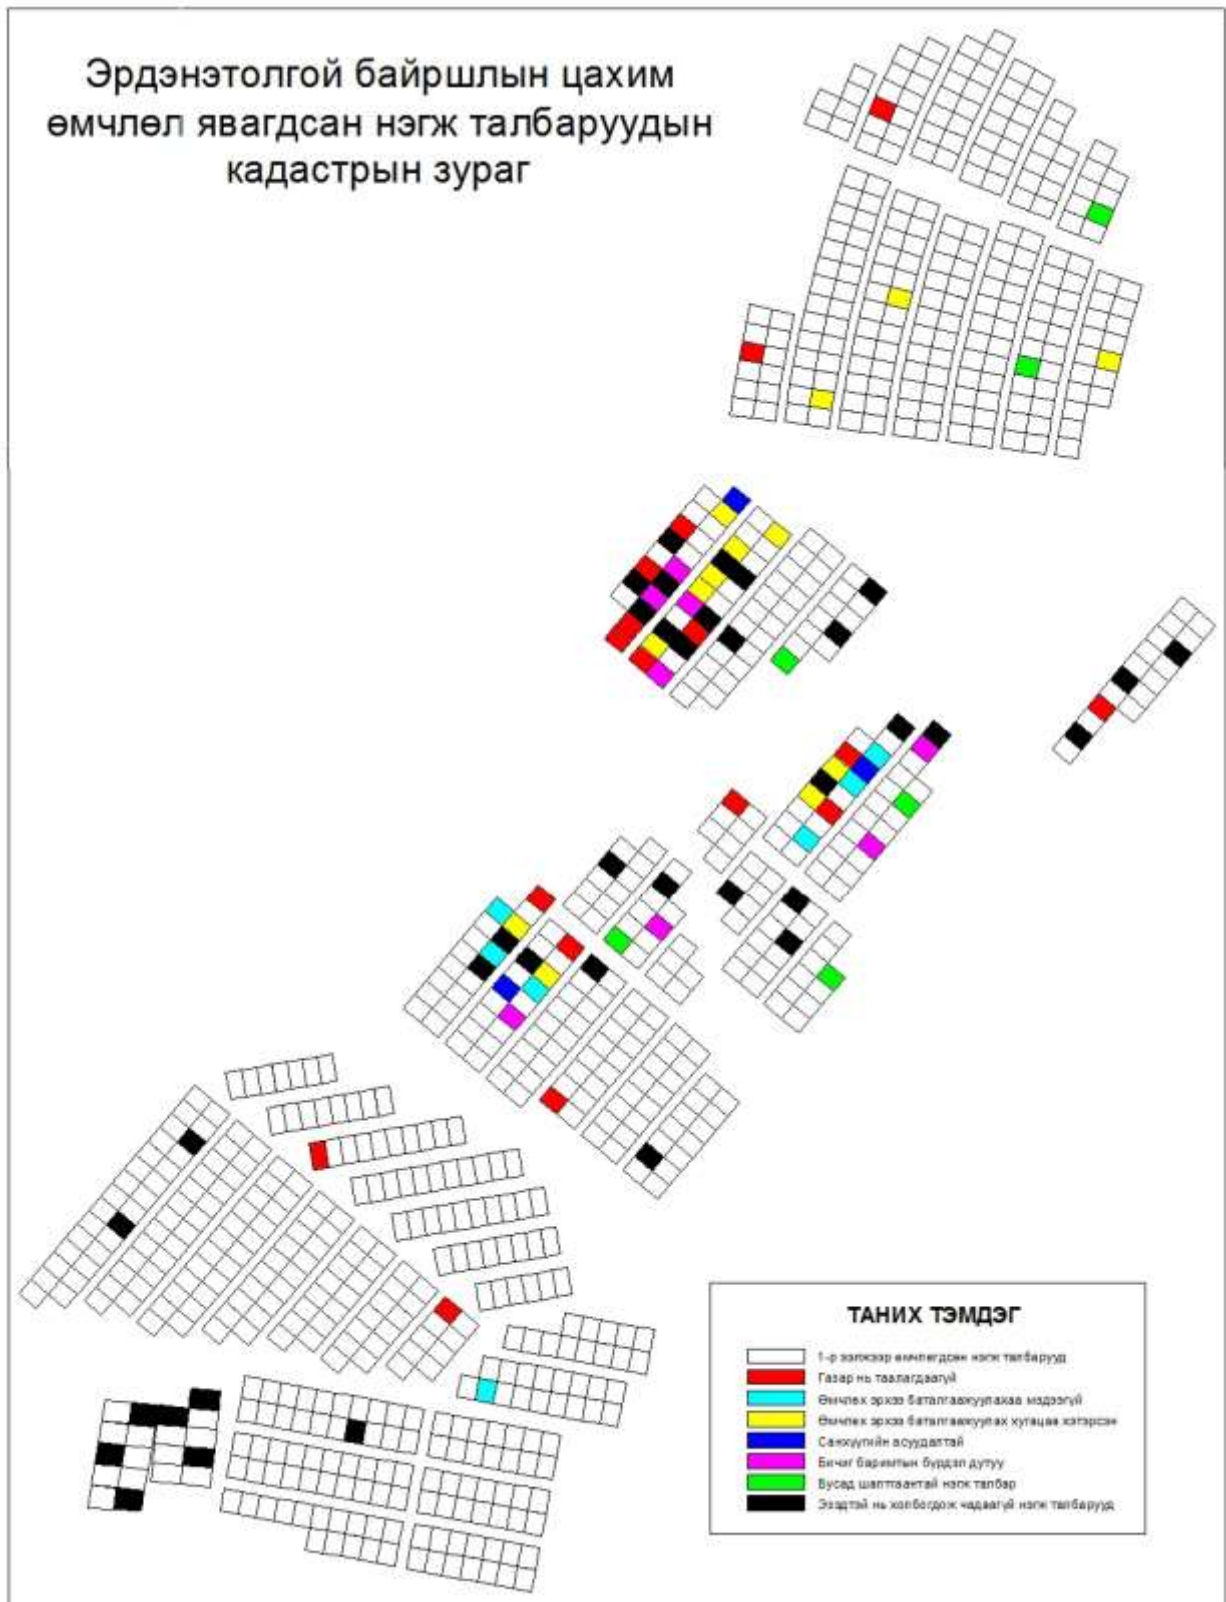 Эрдэнэтолгой байршлын цахим
өмчлөл явагдсан нэгж талбаруудын
кадастрын зураг
ТАНИХ ТЭМДЭГ
1-р ээлжээр өмчлөгдсөн нэгж талбарууд
Газар нь таалагдаагүй
Өмчлөх эрхээ баталгаажуулахаа мэдээгүй
Өмчлөх эрхээ баталгаажуулах хугацаа хэтэрсэн
Санхүүгийн асуудалтай
Бичиг баримтын бүрдэл дутуу
Бусад шалтгаантай нэгж талбар
Эзэдтэй нь холбогдож чадаагүй нэгж талбарууд